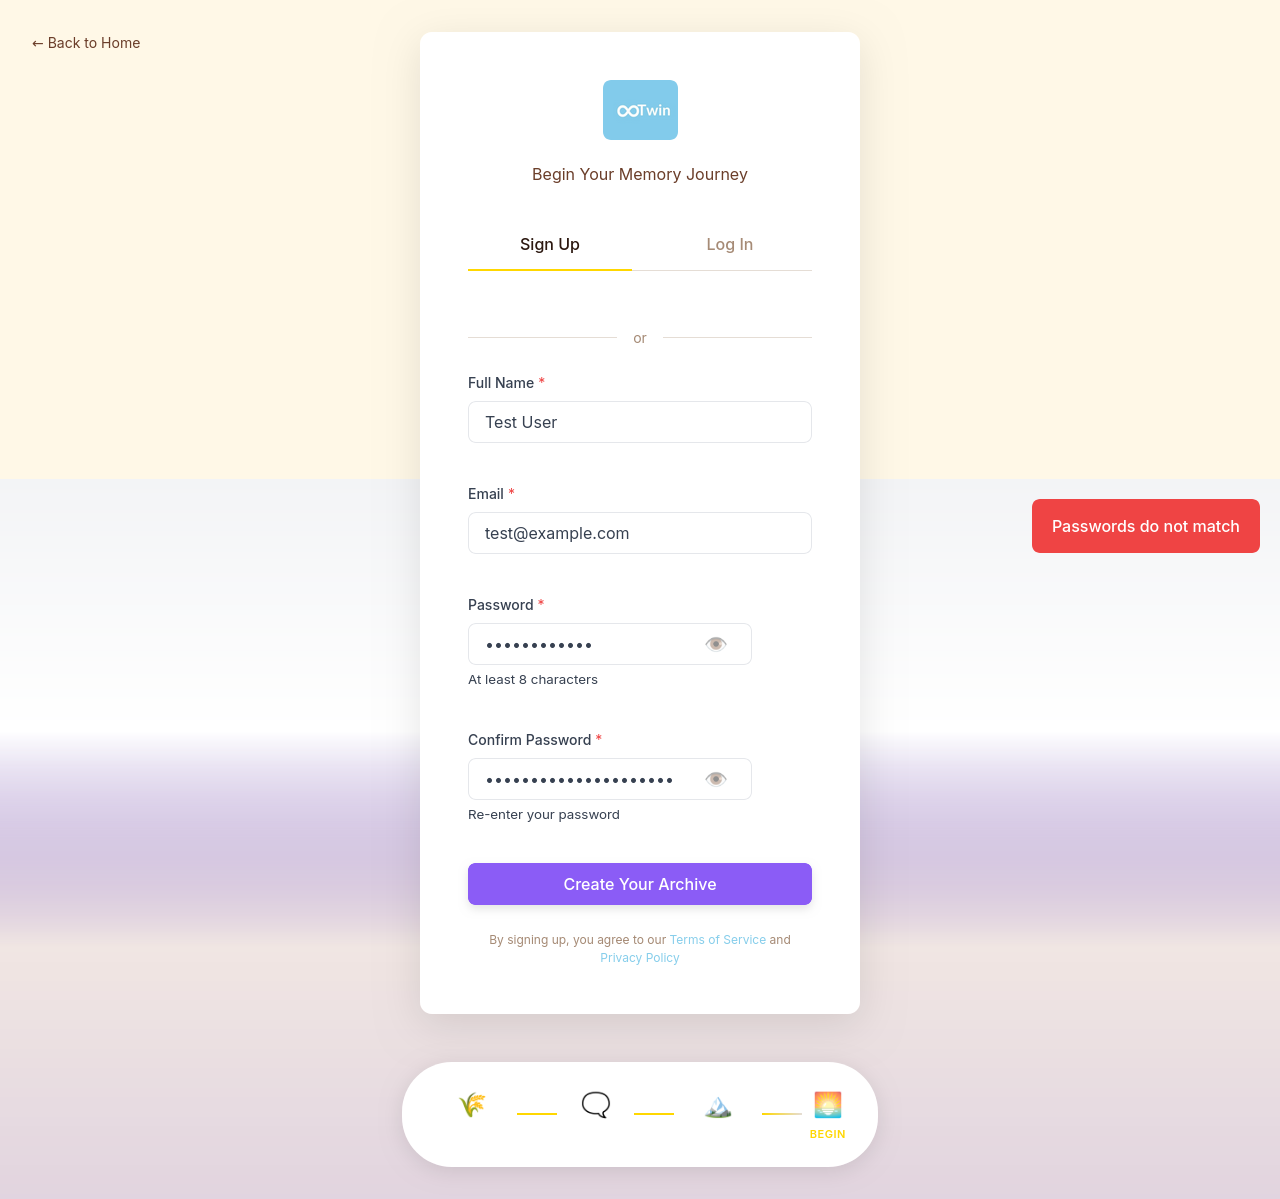 ← Back to Home
Twin
Begin Your Memory Journey
Sign Up
Log In
or
Full Name *
Test User
Email *
test@example.com
Passwords do not match
Password *
••••••••••••
At least 8 characters
Confirm Password *
•••••••••••••••••••••
Re-enter your password
Create Your Archive
By signing up, you agree to our Terms of Service and
Privacy Policy
BEGIN